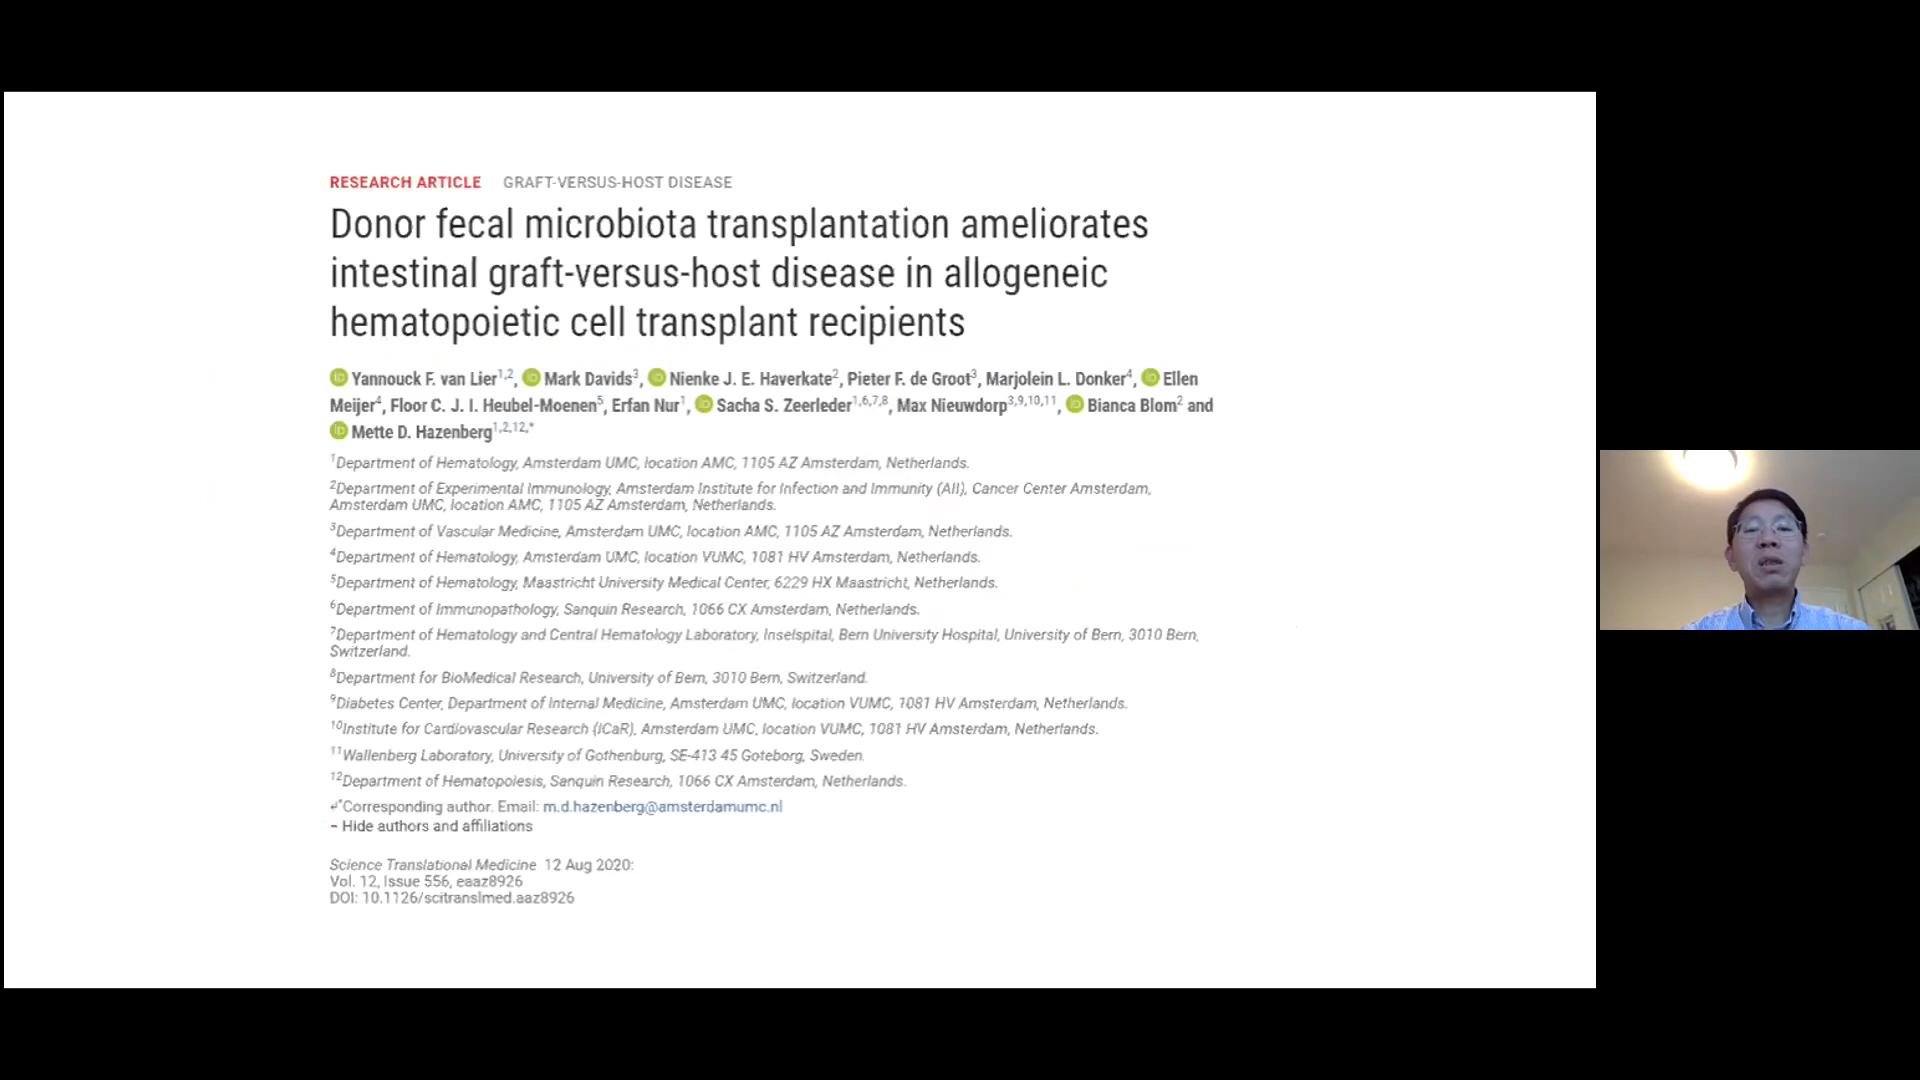 RESEARCH ARTICLE GRAFT-VERSUS-HOST DISEASE
Donor fecal microbiota transplantation ameliorates
intestinal graft-versus-host disease in allogeneic
hematopoietic cell transplant recipients
Yannouck F. van Lier1,2, Mark Davids3, Nienke J. E. Haverkate2, Pieter F. de Groot3, Marjolein L. Donker4, Ellen
Meijer4, Floor C. J. I. Heubel-Moenen5, Erfan Nur1, Sacha S. Zeerleder1,6,7,8, Max Nieuwdorp3,9,10,11, Bianca Blom2 and
Mette D. Hazenberg1,2,12,*
1Department of Hematology, Amsterdam UMC, location AMC, 1105 AZ Amsterdam, Netherlands.
2Department of Experimental Immunology, Amsterdam Institute for Infection and Immunity (AII), Cancer Center Amsterdam,
Amsterdam UMC, location AMC, 1105 AZ Amsterdam, Netherlands.
3Department of Vascular Medicine, Amsterdam UMC, location AMC, 1105 AZ Amsterdam, Netherlands.
4Department of Hematology, Amsterdam UMC, location VUMC, 1081 HV Amsterdam, Netherlands.
5Department of Hematology, Maastricht University Medical Center, 6229 HX Maastricht, Netherlands.
6Department of Immunopathology, Sanquin Research, 1066 CX Amsterdam, Netherlands.
7Department of Hematology and Central Hematology Laboratory, Inselspital, Bern University Hospital, University of Bern, 3010 Bern,
Switzerland.
8Department for BioMedical Research, University of Bern, 3010 Bern, Switzerland.
9Diabetes Center, Department of Internal Medicine, Amsterdam UMC, location VUMC, 1081 HV Amsterdam, Netherlands.
10Institute for Cardiovascular Research (ICaR), Amsterdam UMC, location VUMC, 1081 HV Amsterdam, Netherlands.
11Wallenberg Laboratory, University of Gothenburg, SE-413 45 Goteborg, Sweden.
12Department of Hematopoiesis, Sanquin Research, 1066 CX Amsterdam, Netherlands.
↵*Corresponding author. Email: m.d.hazenberg@amsterdamumc.nl
– Hide authors and affiliations
Science Translational Medicine 12 Aug 2020:
Vol. 12, Issue 556, eaaz8926
DOI: 10.1126/scitranslmed.aaz8926